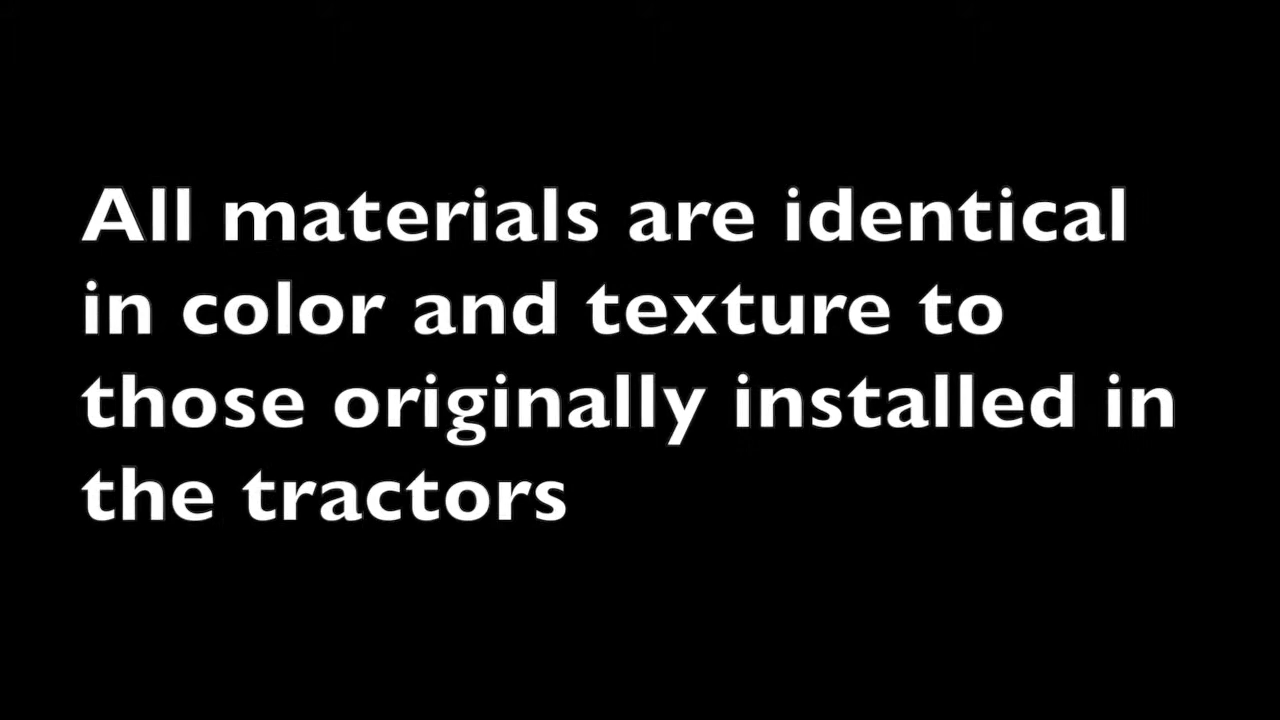 All materials are identical
in color and texture to
those originally installed in
the tractors